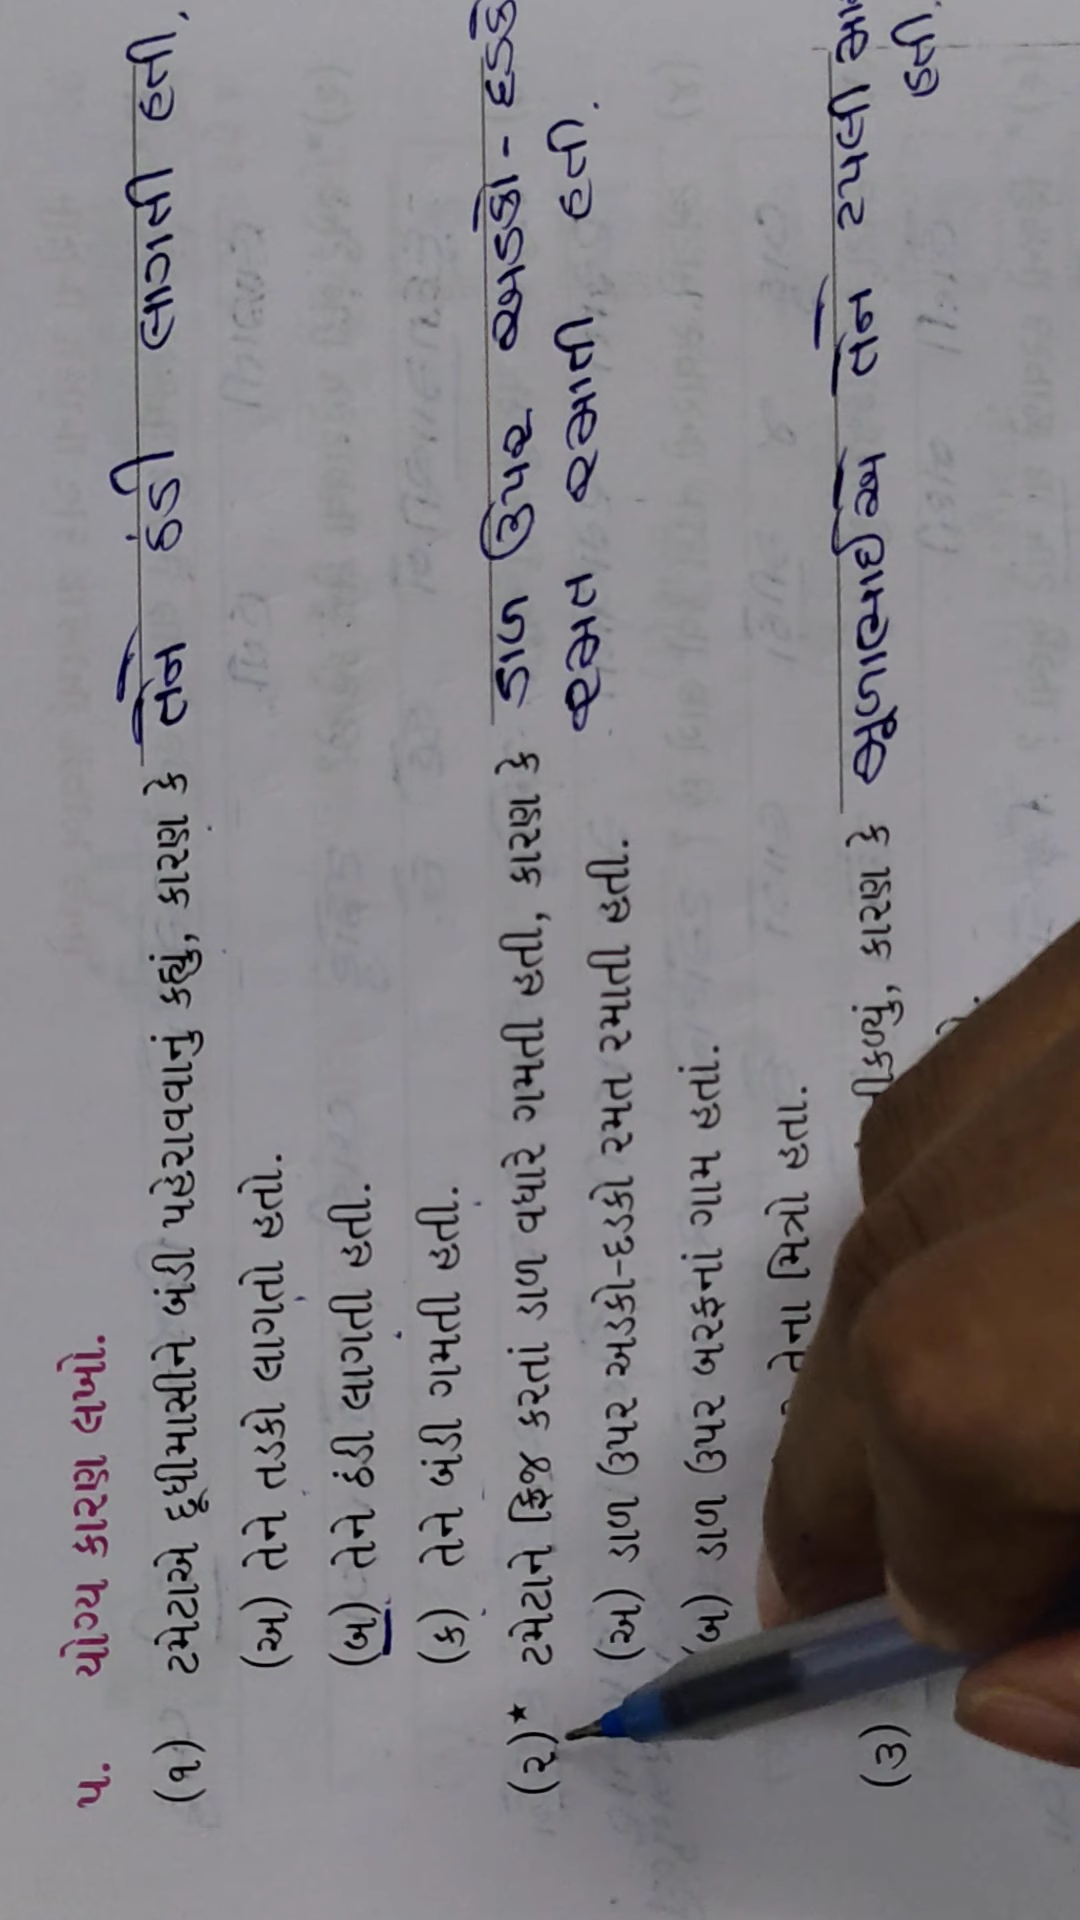 ૫. યોગ્ય કારણ લખો.
(૧) ટમેટાએ દૂધીમાસીને બંડી પહેરાવવાનું કહ્યું, કારણ કે તેને ઠંડી લાગતી હતી.
(અ) તેને તડકો લાગતો હતો.
(બ) તેને ઠંડી લાગતી હતી.
(ક) તેને બંડી ગમતી હતી.
(૨)★ ટમેટાને ફ્રિજ કરતાં ડાળ વધારે ગમતી હતી, કારણ કે ડાળ ઉપર અડકો-દડકો
રમત રમાતી હતી.
(અ) ડાળ ઉપર અડકો-દડકો રમત રમાતી હતી.
(બ) ડાળ ઉપર બરફનાં ગામ હતાં.
તેના મિત્રો હતા.
(૩) કારણ કે મૂળાભાઈએ તેને ટપલી
હતી.